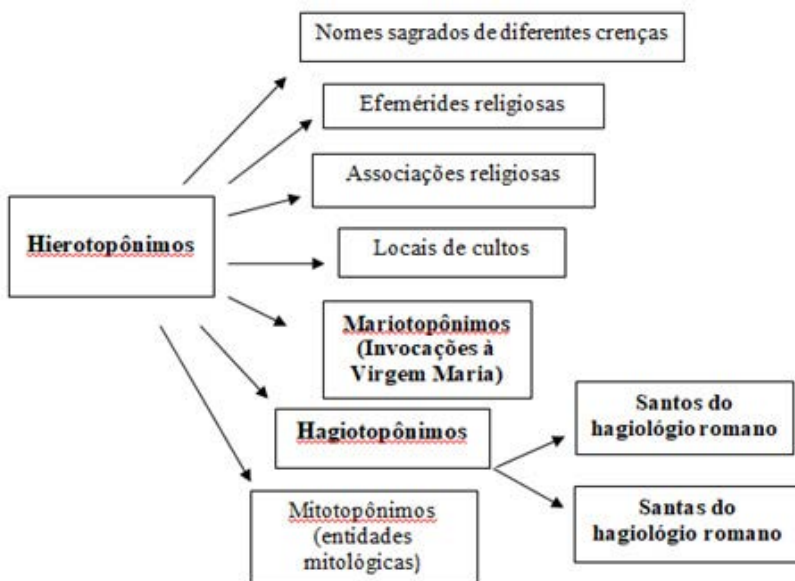 Nomes sagrados de diferentes crenças
Efemérides religiosas
Associações religiosas
Hierotopônimos
Locais de cultos
Mariotopônimos
(Invocações à
Virgem Maria)
Hagiotopônimos
Santos do
hagiológio romano
Santas do
hagiológio romano
Mitotopônimos
(entidades
mitológicas)